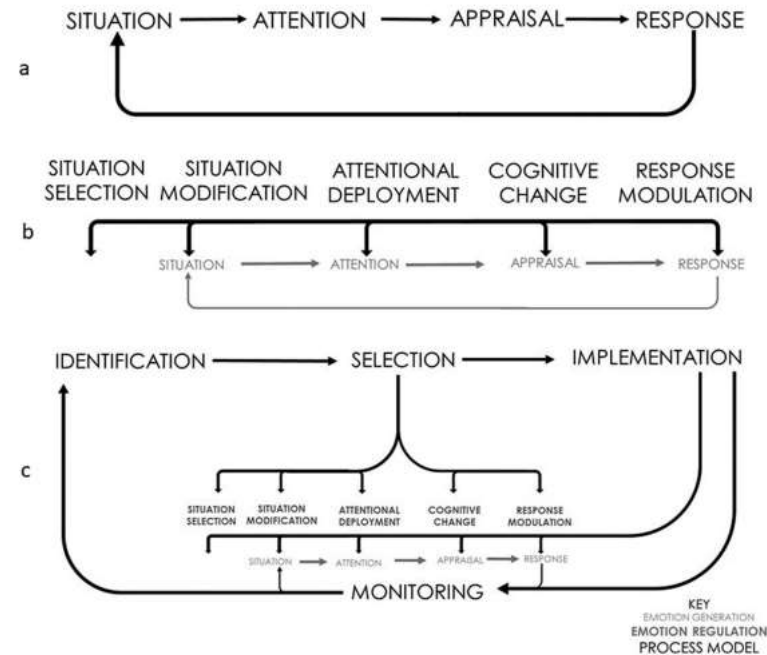 SITUATION ATTENTION APPRAISAL RESPONSE
a
SITUATION SITUATION ATTENTIONAL COGNITIVE RESPONSE
SELECTION MODIFICATION DEPLOYMENT CHANGE MODULATION
b
SITUATION ATTENTION APPRAISAL RESPONSE
IDENTIFICATION SELECTION IMPLEMENTATION
c
SITUATION SITUATION ATTENTIONAL COGNITIVE RESPONSE
SELECTION MODIFICATION DEPLOYMENT CHANGE MODULATION
SITUATION ATTENTION APPRAISAL RESPONSE
MONITORING
KEY
EMOTION GENERATION
EMOTION REGULATION
PROCESS MODEL